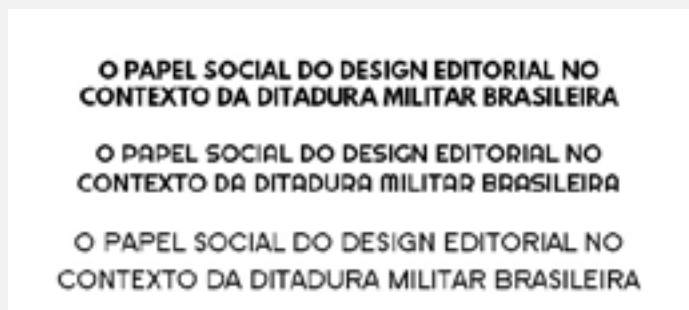 O PAPEL SOCIAL DO DESIGN EDITORIAL NO
CONTEXTO DA DITADURA MILITAR BRASILEIRA
O PAPEL SOCIAL DO DESIGN EDITORIAL NO
CONTEXTO DA DITADURA MILITAR BRASILEIRA
O PAPEL SOCIAL DO DESIGN EDITORIAL NO
CONTEXTO DA DITADURA MILITAR BRASILEIRA